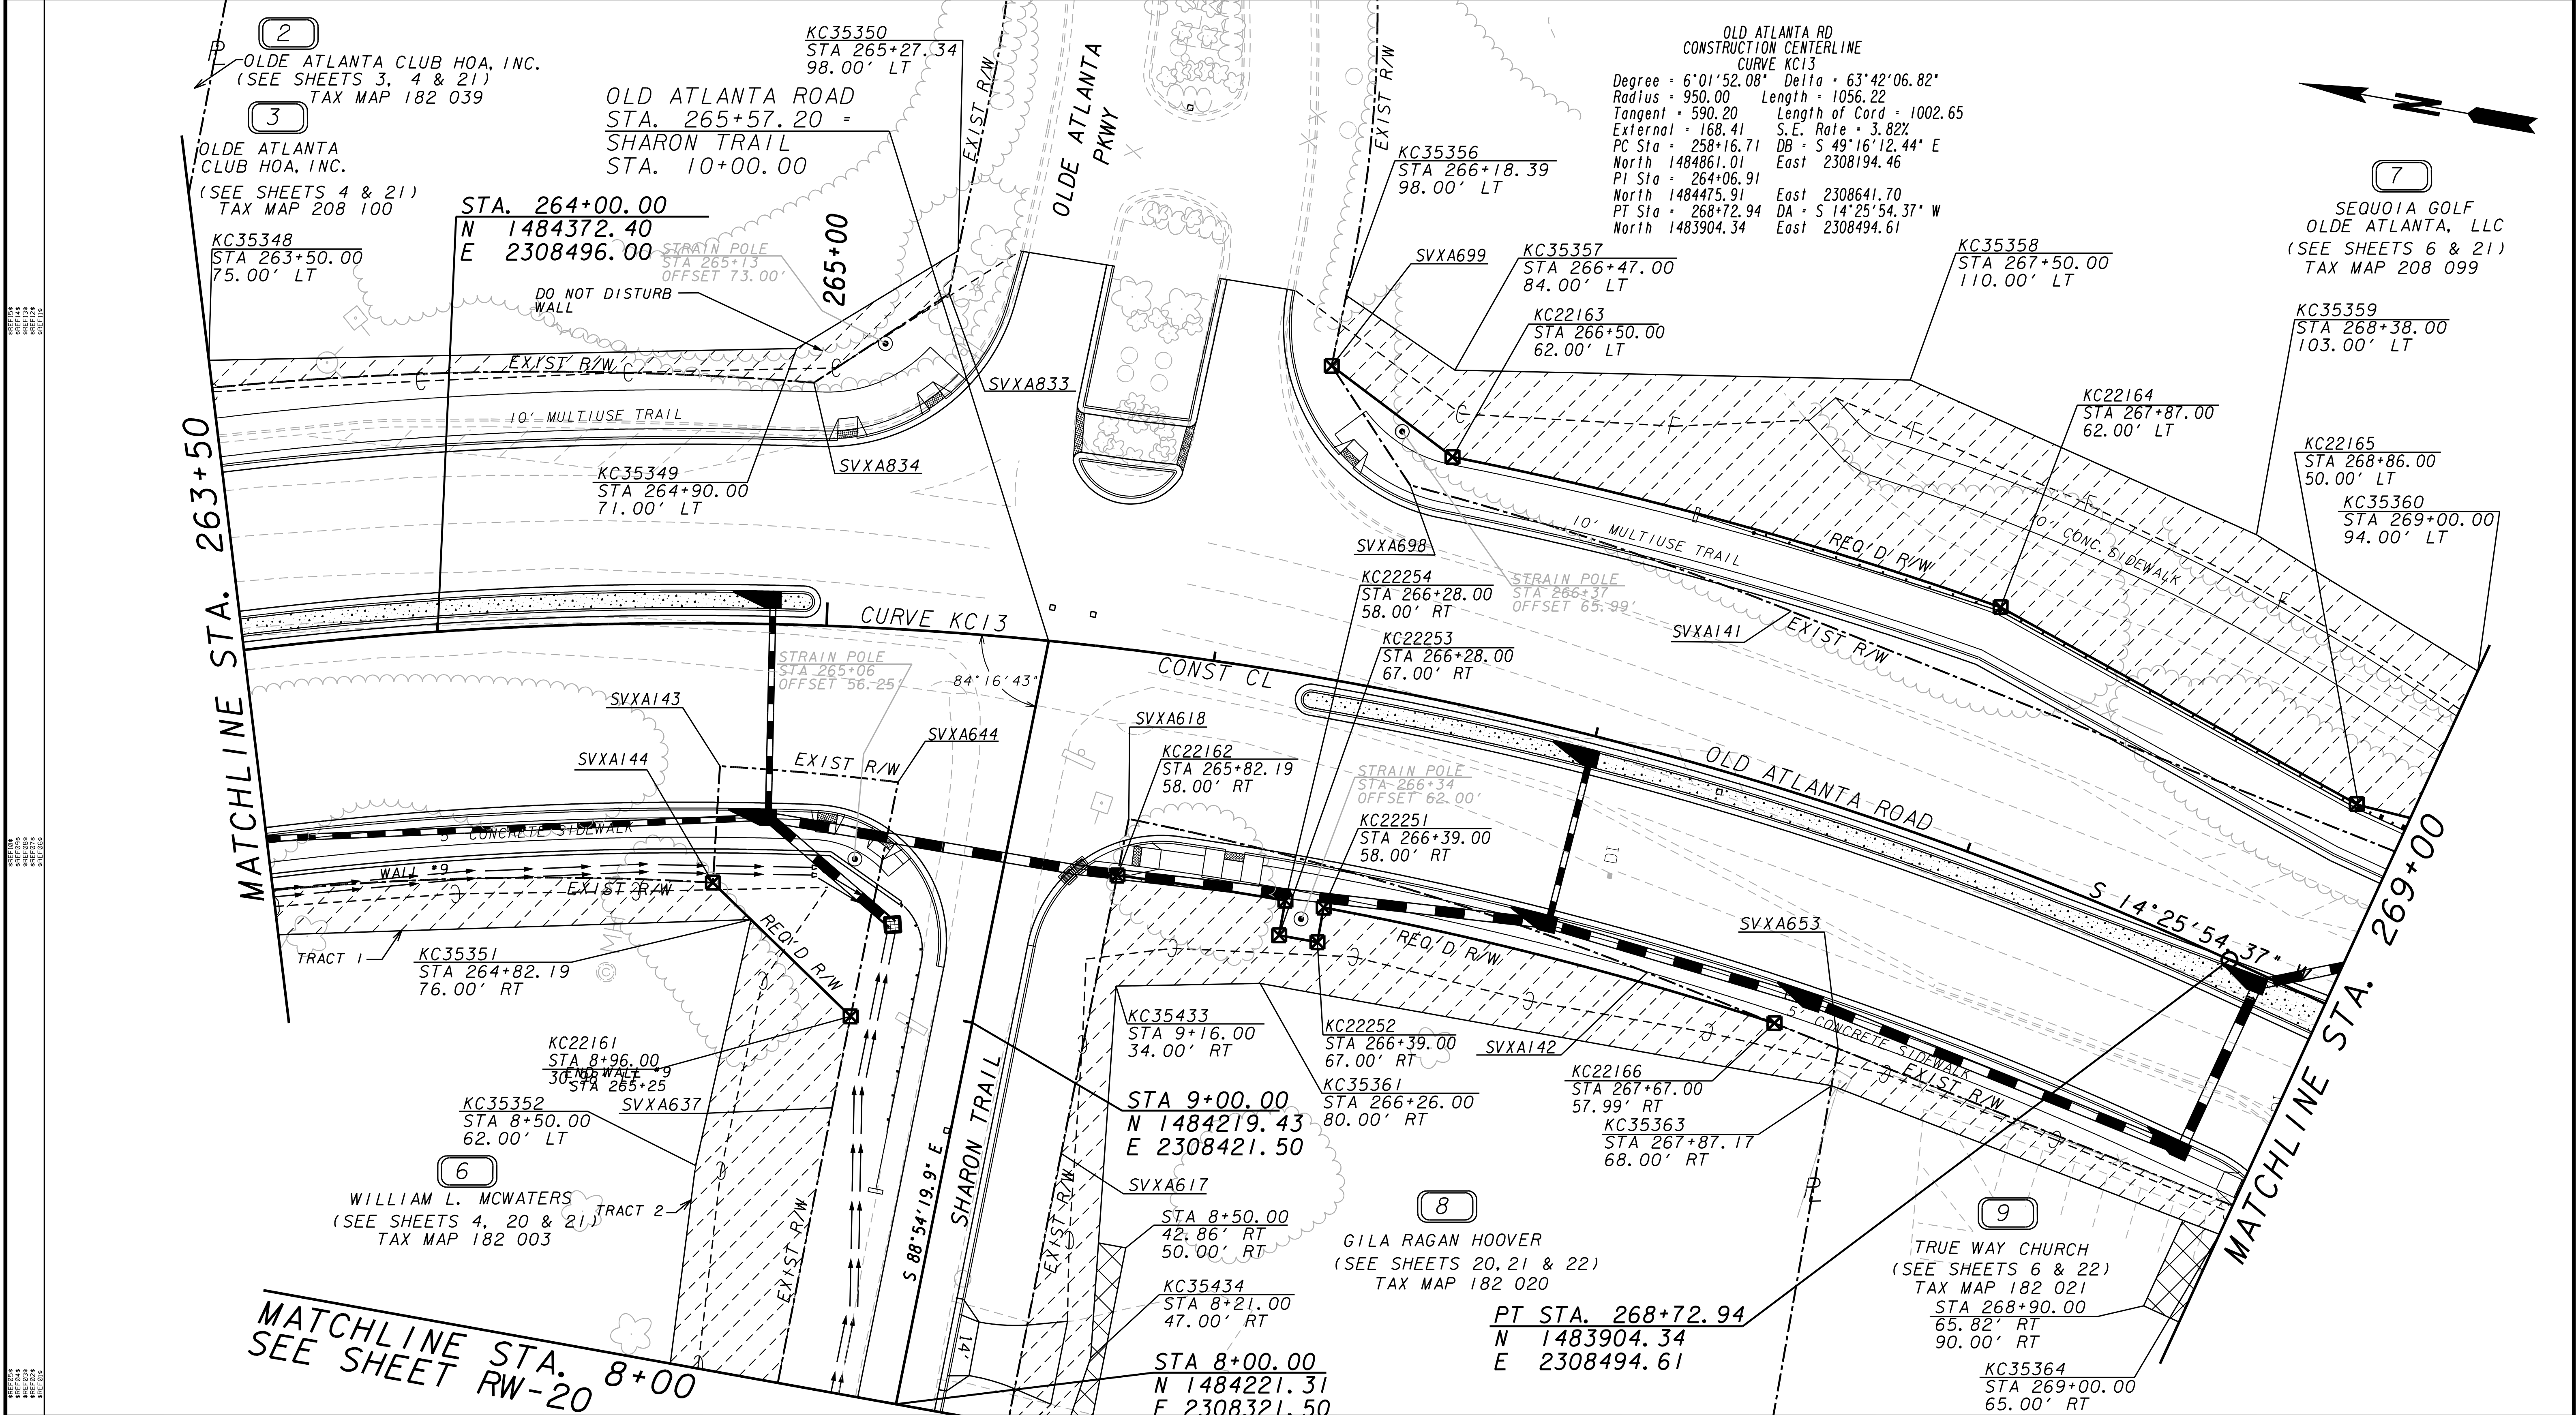 2
OLDE ATLANTA CLUB HOA, INC.
(SEE SHEETS 3, 4 & 21)
TAX MAP 182 039
3
OLDE ATLANTA
CLUB HOA, INC.
(SEE SHEETS 4 & 21)
TAX MAP 208 100
KC35348
STA 263+50.00
75.00' LT
STA. 264+00.00
N 1484372.40
E 2308496.00
OLD ATLANTA ROAD
STA. 265+57.20 =
SHARON TRAIL
STA. 10+00.00
KC35350
STA 265+27.34
98.00' LT
STRAIN POLE
STA 265+13
OFFSET 73.00'
DO NOT DISTURB
WALL
265+00
EXIST R/W
OLDE ATLANTA
PKWY
EXIST R/W
OLD ATLANTA RD
CONSTRUCTION CENTERLINE
CURVE KC13
Degree = 6°01'52.08" Delta = 63°42'06.82"
Radius = 950.00 Length = 1056.22
Tangent = 590.20 Length of Cord = 1002.65
External = 168.41 S.E. Rate = 3.82%
PC Sta = 258+16.71 DB = S 49°16'12.44" E
North 1484861.01 East 2308194.46
PI Sta = 264+06.91
North 1484475.91 East 2308641.70
PT Sta = 268+72.94 DA = S 14°25'54.37" W
North 1483904.34 East 2308494.61
N
7
SEQUOIA GOLF
OLDE ATLANTA, LLC
(SEE SHEETS 6 & 21)
TAX MAP 208 099
KC35356
STA 266+18.39
98.00' LT
SVXA699
KC35357
STA 266+47.00
84.00' LT
KC22163
STA 266+50.00
62.00' LT
KC35358
STA 267+50.00
110.00' LT
KC35359
STA 268+38.00
103.00' LT
KC22164
STA 267+87.00
62.00' LT
KC22165
STA 268+86.00
50.00' LT
KC35360
STA 269+00.00
94.00' LT
EXIST R/W
10' MULTIUSE TRAIL
SVXA833
SVXA834
KC35349
STA 264+90.00
71.00' LT
MATCHLINE STA. 263+50
10' MULTIUSE TRAIL
REQ'D R/W
10' CONC. SIDEWALK
SVXA698
STRAIN POLE
STA 266+37
OFFSET 65.99'
SVXA141
EXIST R/W
KC22254
STA 266+28.00
58.00' RT
KC22253
STA 266+28.00
67.00' RT
CURVE KC13
CONST CL
84°16'43"
STRAIN POLE
STA 265+06
OFFSET 56.25'
SVXA143
SVXA144
EXIST R/W
SVXA644
SVXA618
KC22162
STA 265+82.19
58.00' RT
STRAIN POLE
STA 266+34
OFFSET 62.00'
KC22251
STA 266+39.00
58.00' RT
DI
OLD ATLANTA ROAD
S 14°25'54.37" W
MATCHLINE STA. 269+00
5' CONCRETE SIDEWALK
WALL #9
EXIST R/W
REQ'D R/W
TRACT 1
KC35351
STA 264+82.19
76.00' RT
MH
REQ'D R/W
SVXA653
5' CONCRETE SIDEWALK
EXIST R/W
KC22161
STA 8+96.00
30.98' LT
END WALL #9
STA 265+25
KC35352
STA 8+50.00
62.00' LT
SVXA637
KC35433
STA 9+16.00
34.00' RT
KC22252
STA 266+39.00
67.00' RT
SVXA142
KC35361
STA 266+26.00
80.00' RT
KC22166
STA 267+67.00
57.99' RT
KC35363
STA 267+87.17
68.00' RT
STA 9+00.00
N 1484219.43
E 2308421.50
6
WILLIAM L. MCWATERS
(SEE SHEETS 4, 20 & 21)
TAX MAP 182 003
TRACT 2
EXIST R/W
S 88°54'19.9" E
SHARON TRAIL
EXIST R/W
SVXA617
STA 8+50.00
42.86' RT
50.00' RT
KC35434
STA 8+21.00
47.00' RT
STA 8+00.00
N 1484221.31
E 2308321.50
14'
8
GILA RAGAN HOOVER
(SEE SHEETS 20, 21 & 22)
TAX MAP 182 020
PT STA. 268+72.94
N 1483904.34
E 2308494.61
9
TRUE WAY CHURCH
(SEE SHEETS 6 & 22)
TAX MAP 182 021
STA 268+90.00
65.82' RT
90.00' RT
KC35364
STA 269+00.00
65.00' RT
MATCHLINE STA. 8+00
SEE SHEET RW-20